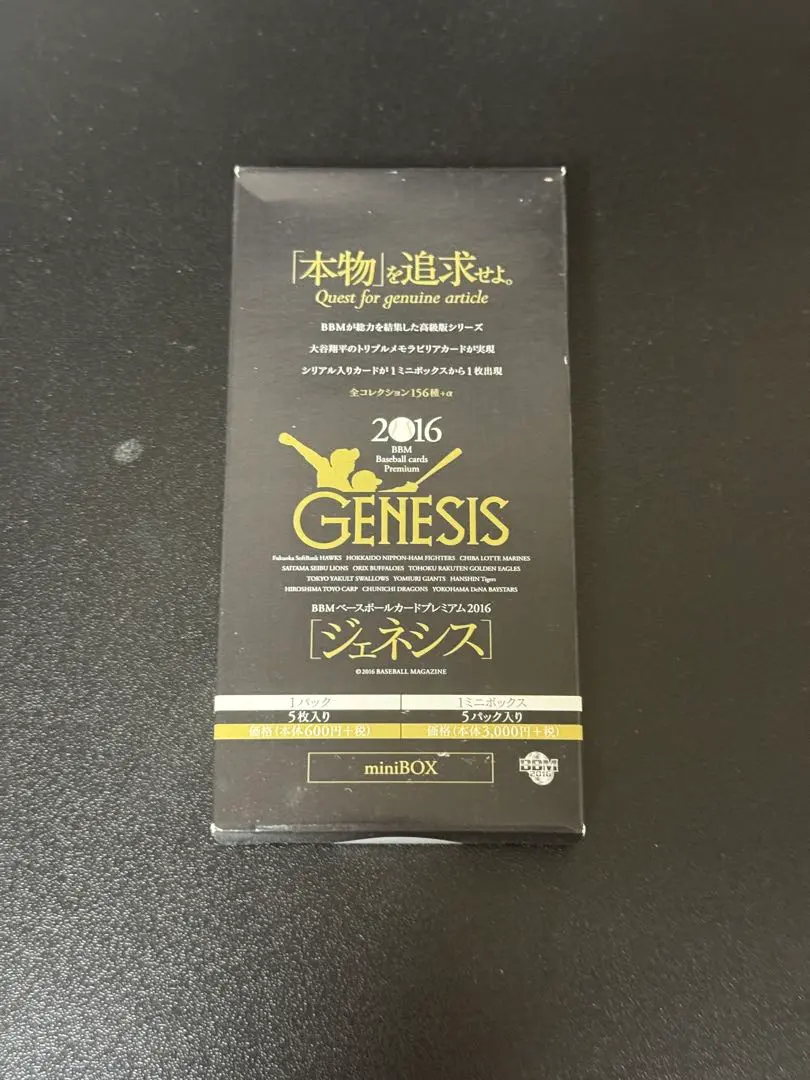 「本物」を追求せよ。
Quest for genuine article
BBMが総力を結集した高級版シリーズ
大谷翔平のトリプルメモラビリアカードが実現
シリアル入りカードが1ミニボックスから1枚出現
全コレクション156種+α
2016
BBM
Baseball cards
Premium
GENESIS
Fukuoka SoftBank HAWKS HOKKAIDO NIPPON-HAM FIGHTERS CHIBA LOTTE MARINES
SAITAMA SEIBU LIONS ORIX BUFFALOES TOHOKU RAKUTEN GOLDEN EAGLES
TOKYO YAKULT SWALLOWS YOMIURI GIANTS HANSHIN Tigers
HIROSHIMA TOYO CARP CHUNICHI DRAGONS YOKOHAMA DeNA BAYSTARS
BBMベースボールカードプレミアム2016
[ジェネシス]
©2016 BASEBALL MAGAZINE
1パック 1ミニボックス
5枚入り 5パック入り
価格(本体600円+税) 価格(本体3,000円+税)
miniBOX
BBM
2016